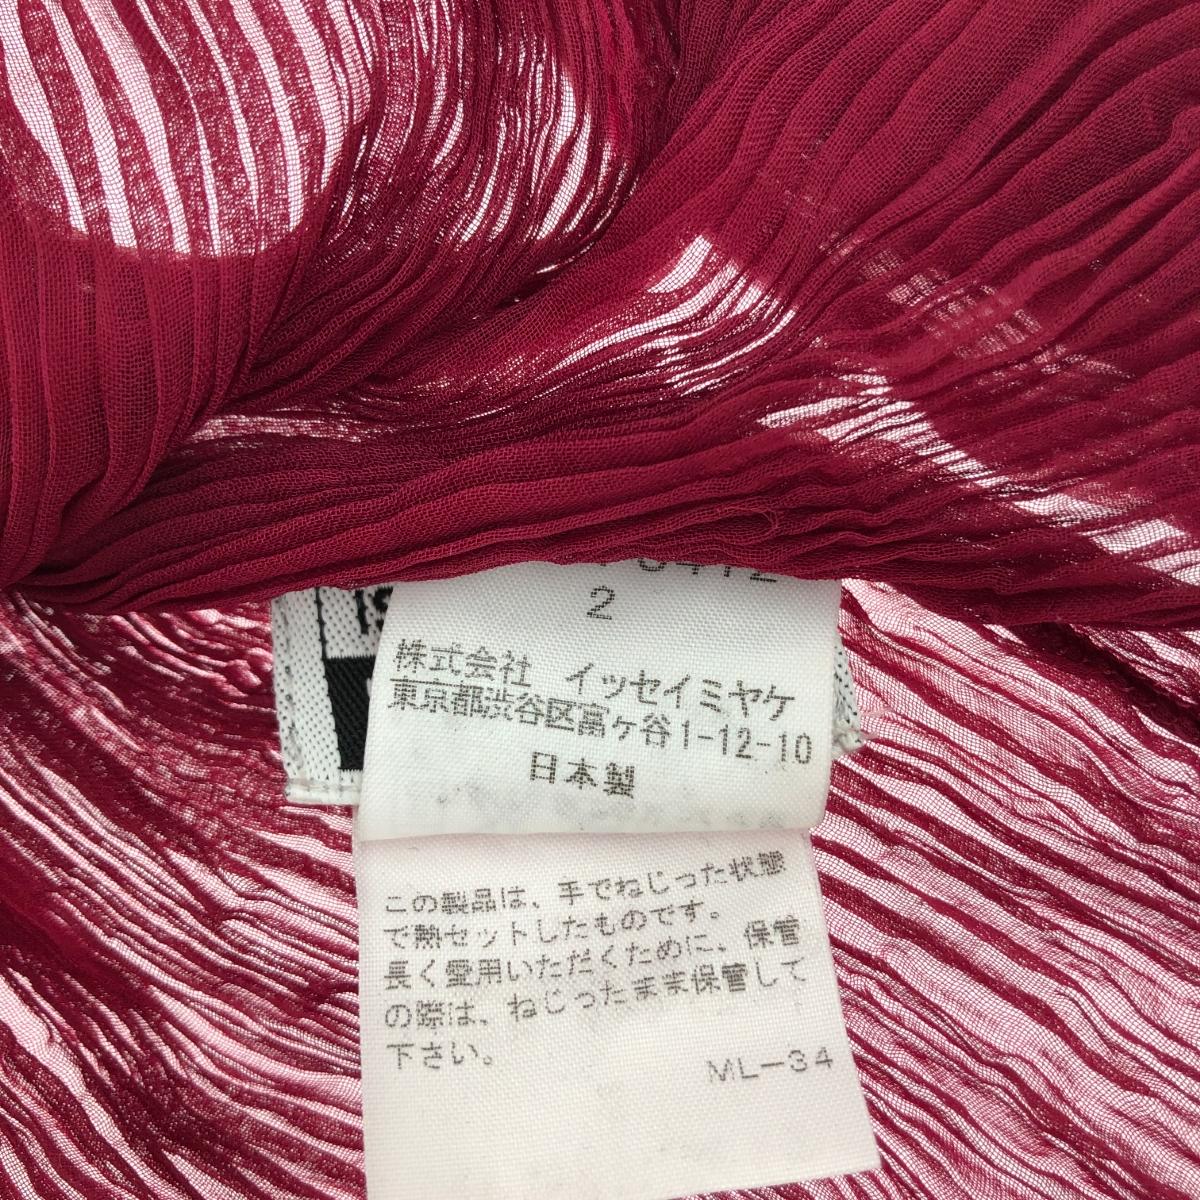 2
株式会社 イッセイミヤケ
東京都渋谷区富ヶ谷1-12-10
日本製
この製品は、手でねじった状態
で熱セットしたものです。
長く愛用いただくために、保管
の際は、ねじったまま保管して
下さい。
ML-34